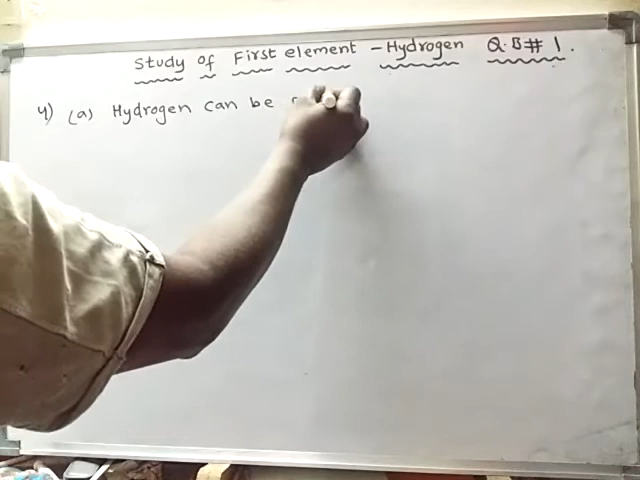 Study of First element - Hydrogen Q.B# 1.
4) (a) Hydrogen can be